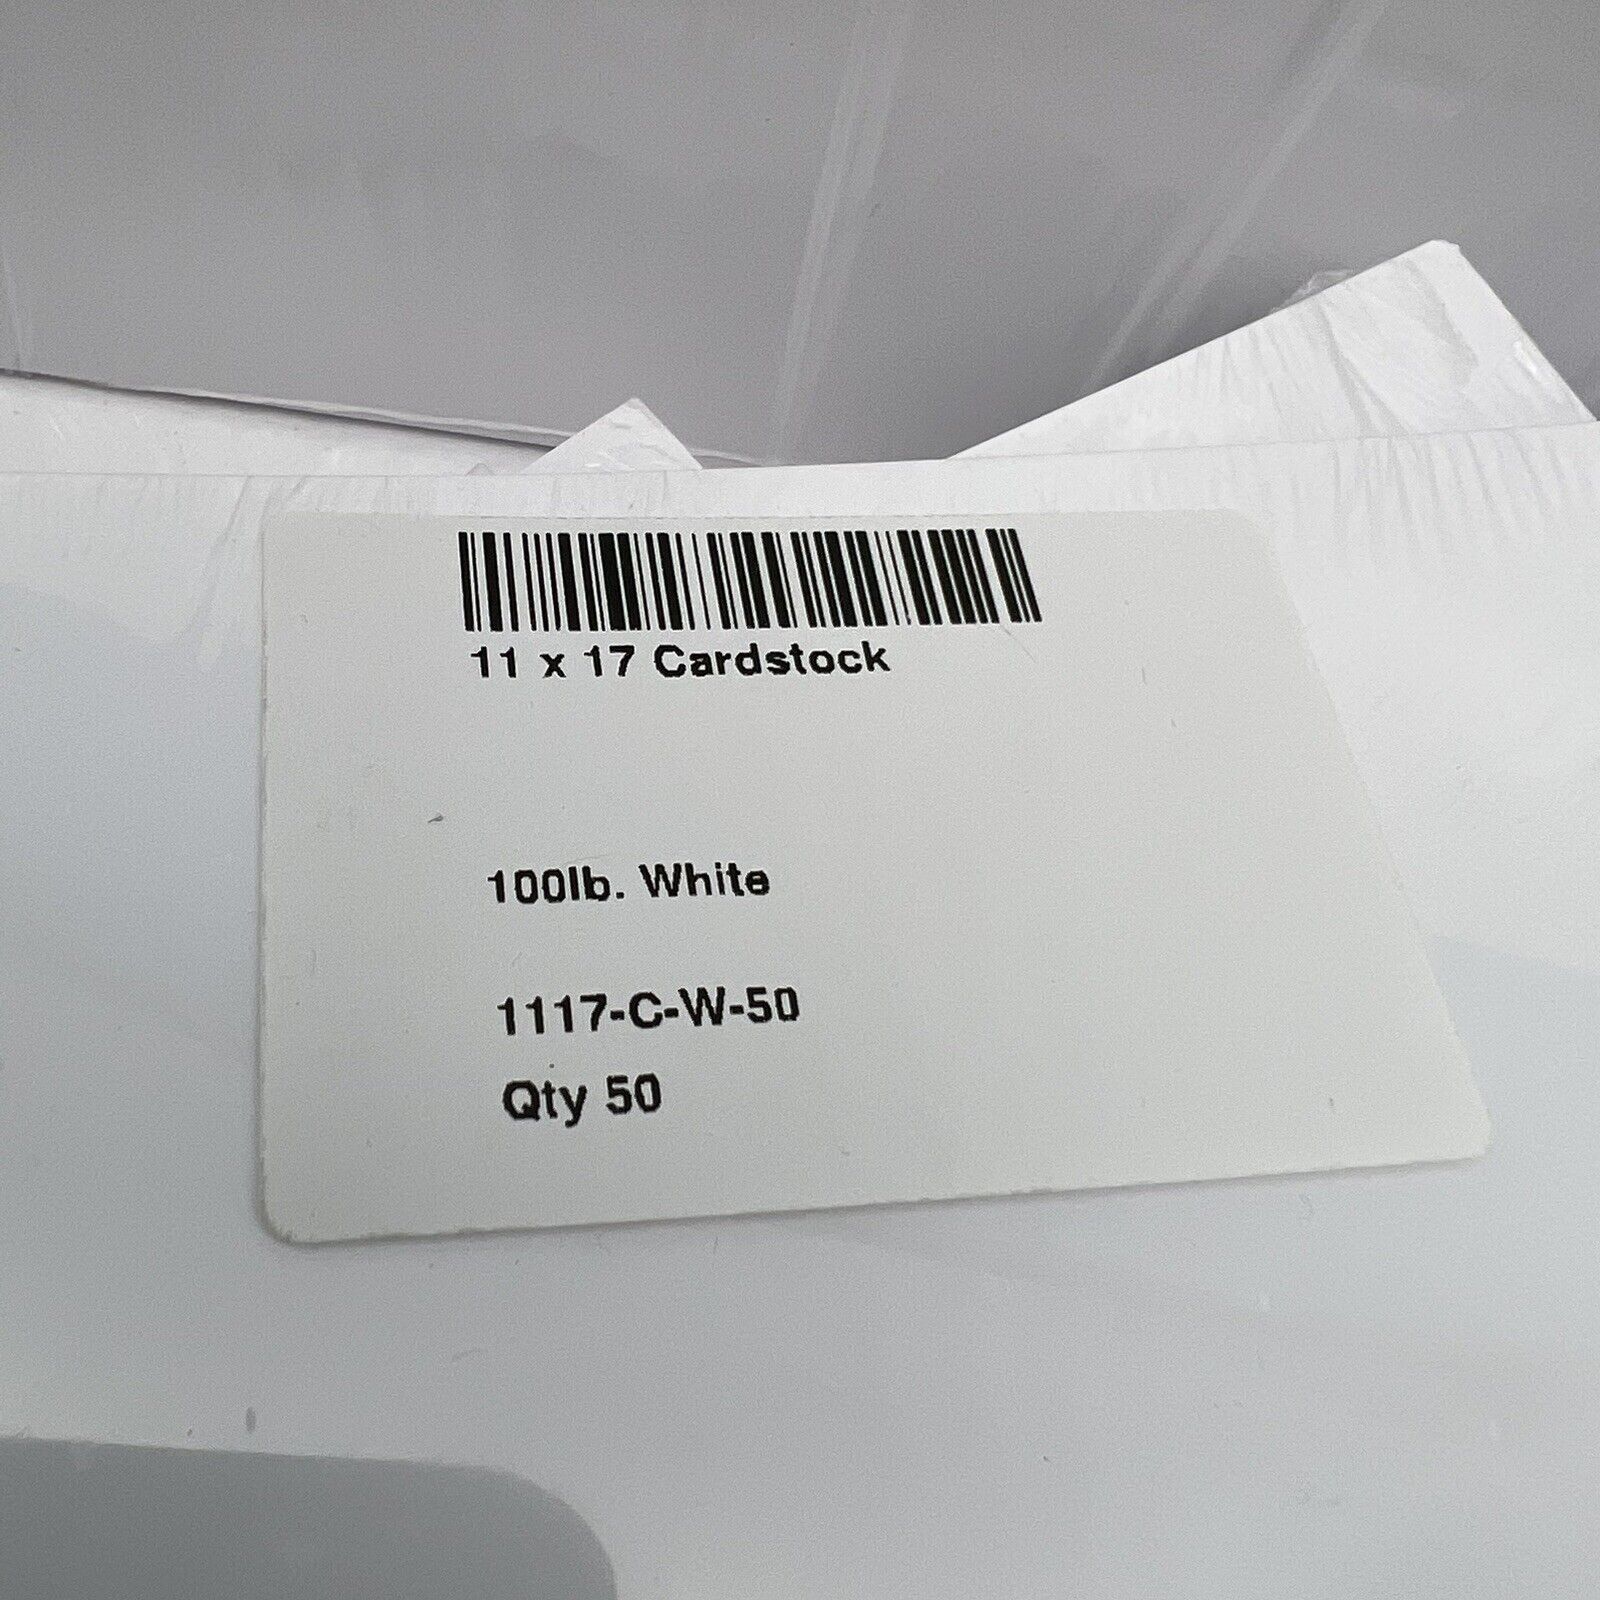 11 x 17 Cardstock
100lb. White
1117-C-W-50
Qty 50